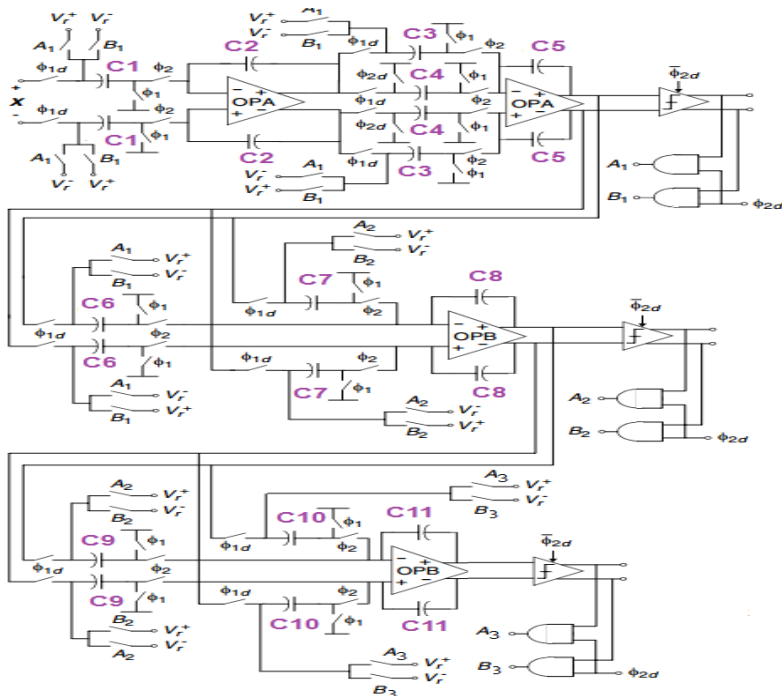 Vr+ Vr- A1 Vr- Vr+ B1
A1 B1 C1 C2 C3 C5
ϕ1d ϕ2 ϕ1d ϕ1 ϕ2 ϕ̄2d
+ x - ϕ1d ϕ1 ϕ2 OPA ϕ2d C4 ϕ1d ϕ1 OPA
C1 ϕ1 ϕ2d C4 ϕ1
A1 B1 C2 ϕ1d C3 ϕ2 ϕ1 C5 A1
Vr- Vr+ A1 Vr- Vr+ B1 B1 ϕ2d
A1 Vr+ A2 Vr+
B1 Vr- B2 Vr-
C6 ϕ1 ϕ1d C7 ϕ1 ϕ2 C8 ϕ̄2d
ϕ1d ϕ2 OPB
C6 ϕ1 ϕ1d C7 ϕ2 ϕ1 C8
A1 Vr- A2 Vr- A2
B1 Vr+ B2 Vr+ B2 ϕ2d
A2 Vr+ A3 Vr+
B2 Vr- B3 Vr-
C9 ϕ1 ϕ1d C10 ϕ1 ϕ2 C11 ϕ̄2d
ϕ1d ϕ2 OPB
C9 ϕ1 ϕ1d C10 ϕ2 ϕ1 C11
B2 Vr+ A3 Vr+ A3
A2 Vr- B3 Vr- B3 ϕ2d